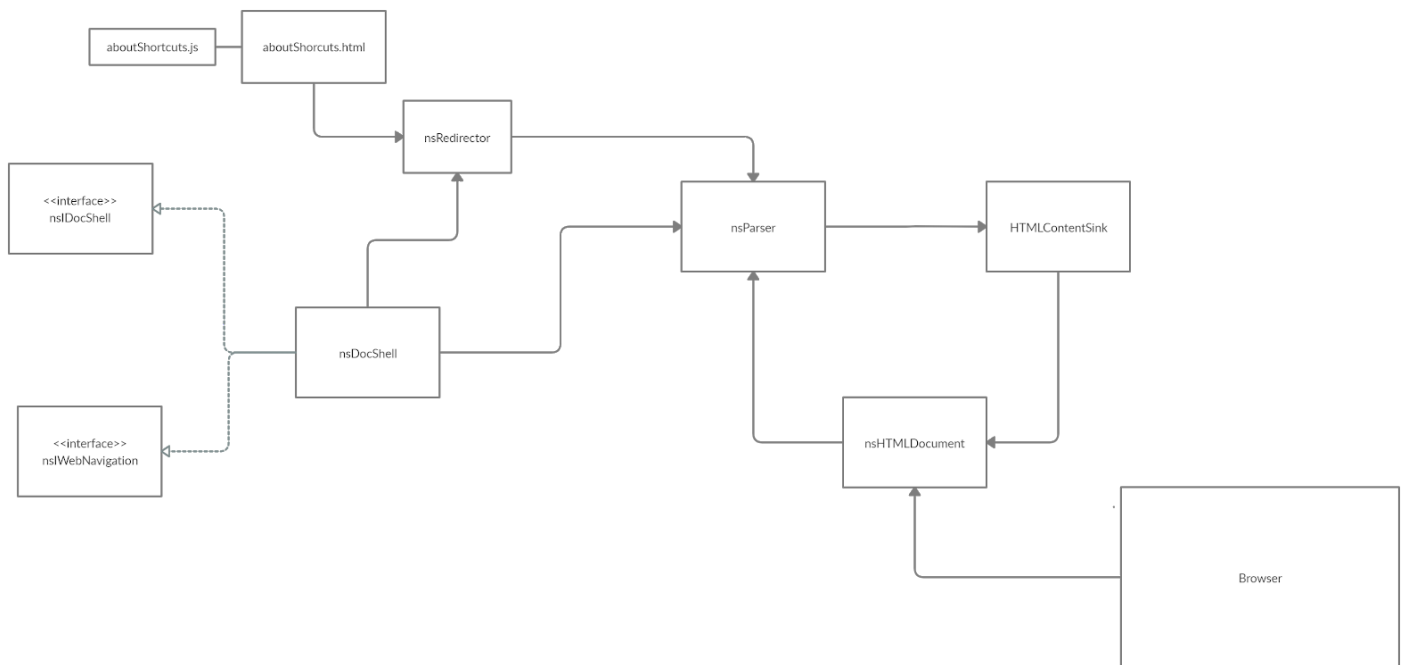 aboutShortcuts.js
aboutShorcuts.html
nsRedirector
<<interface>>
nsIDocShell
nsParser
HTMLContentSink
nsDocShell
<<interface>>
nsIWebNavigation
nsHTMLDocument
Browser